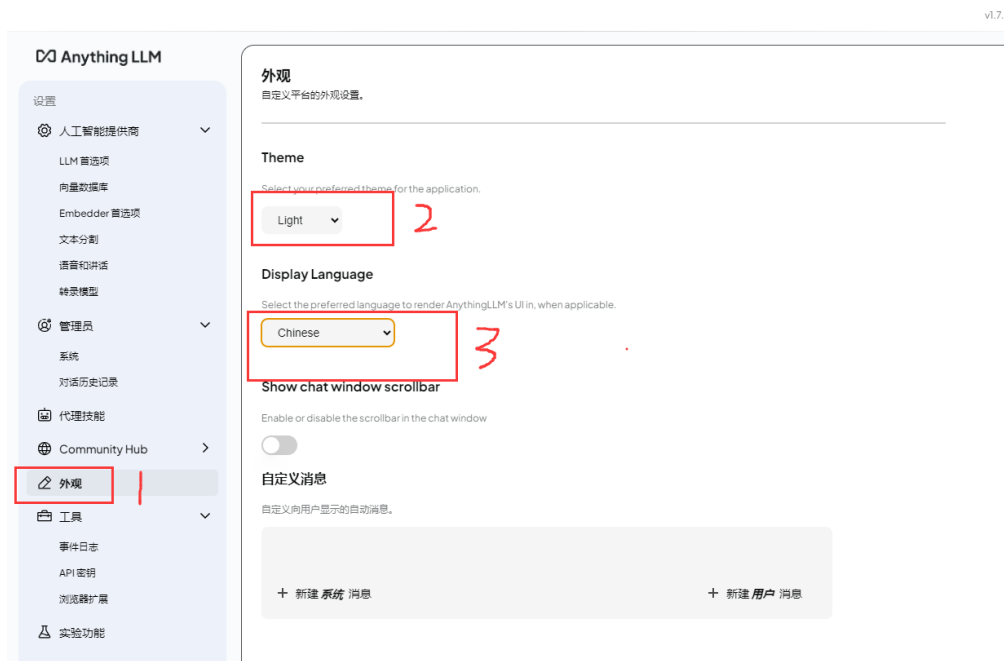 v1.7.
Anything LLM
设置
人工智能提供商
LLM 首选项
向量数据库
Embedder 首选项
文本分割
语音和讲话
转录模型
管理员
系统
对话历史记录
代理技能
Community Hub
外观
1
工具
事件日志
API 密钥
浏览器扩展
实验功能
外观
自定义平台的外观设置。
Theme
Select your preferred theme for the application.
Light
2
Display Language
Select the preferred language to render AnythingLLM's UI in, when applicable.
Chinese
3
Show chat window scrollbar
Enable or disable the scrollbar in the chat window
自定义消息
自定义向用户显示的自动消息。
+ 新建 系统 消息
+ 新建 用户 消息